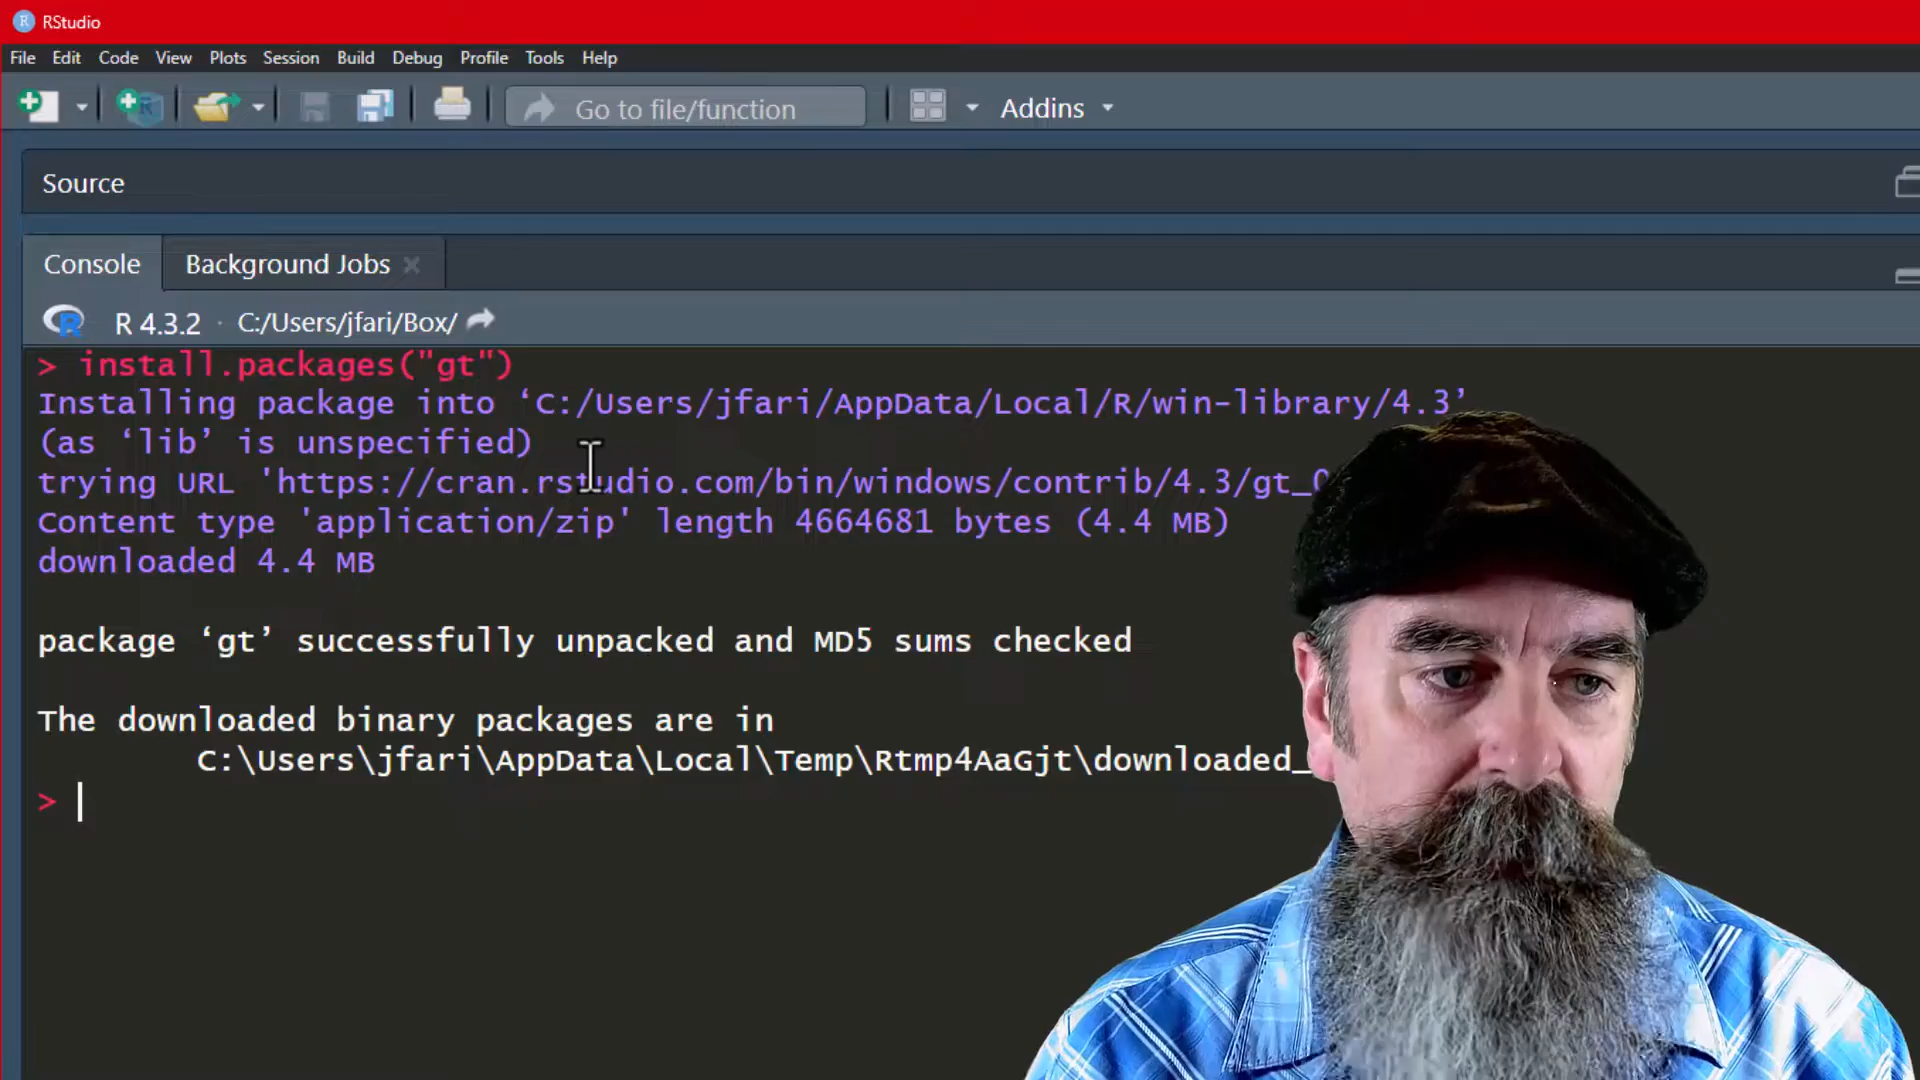 RStudio
File Edit Code View Plots Session Build Debug Profile Tools Help
Go to file/function Addins
Source
Console Background Jobs
R 4.3.2 · C:/Users/jfari/Box/
> install.packages("gt")
Installing package into ‘C:/Users/jfari/AppData/Local/R/win-library/4.3’
(as ‘lib’ is unspecified)
trying URL 'https://cran.rstudio.com/bin/windows/contrib/4.3/gt_0
Content type 'application/zip' length 4664681 bytes (4.4 MB)
downloaded 4.4 MB
package ‘gt’ successfully unpacked and MD5 sums checked
The downloaded binary packages are in
C:\Users\jfari\AppData\Local\Temp\Rtmp4AaGjt\downloaded_
>